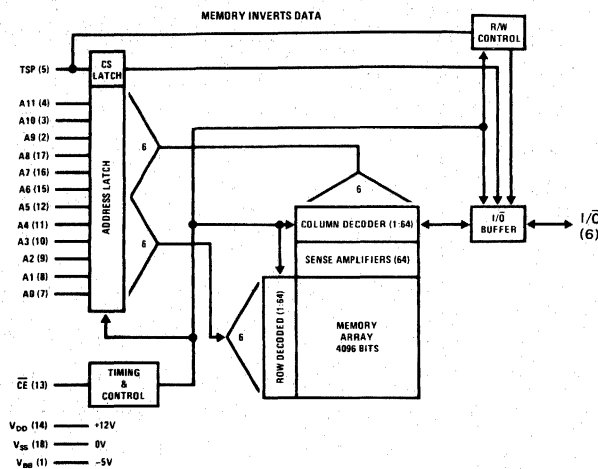 MEMORY INVERTS DATA
R/W
CONTROL
TSP (5)
CS
LATCH
A11 (4)
A10 (3)
A9 (2)
A8 (17)
A7 (16)
A6 (15)
A5 (12)
A4 (11)
A3 (10)
A2 (9)
A1 (8)
A0 (7)
ADDRESS LATCH
6
6
6
COLUMN DECODER (1:64)
I/O̅
BUFFER
I/O̅
(6)
SENSE AMPLIFIERS (64)
6
ROW DECODED (1:64)
MEMORY
ARRAY
4096 BITS
C̅E̅ (13)
TIMING
&
CONTROL
VDD (14)
+12V
VSS (18)
0V
VBB (1)
−5V